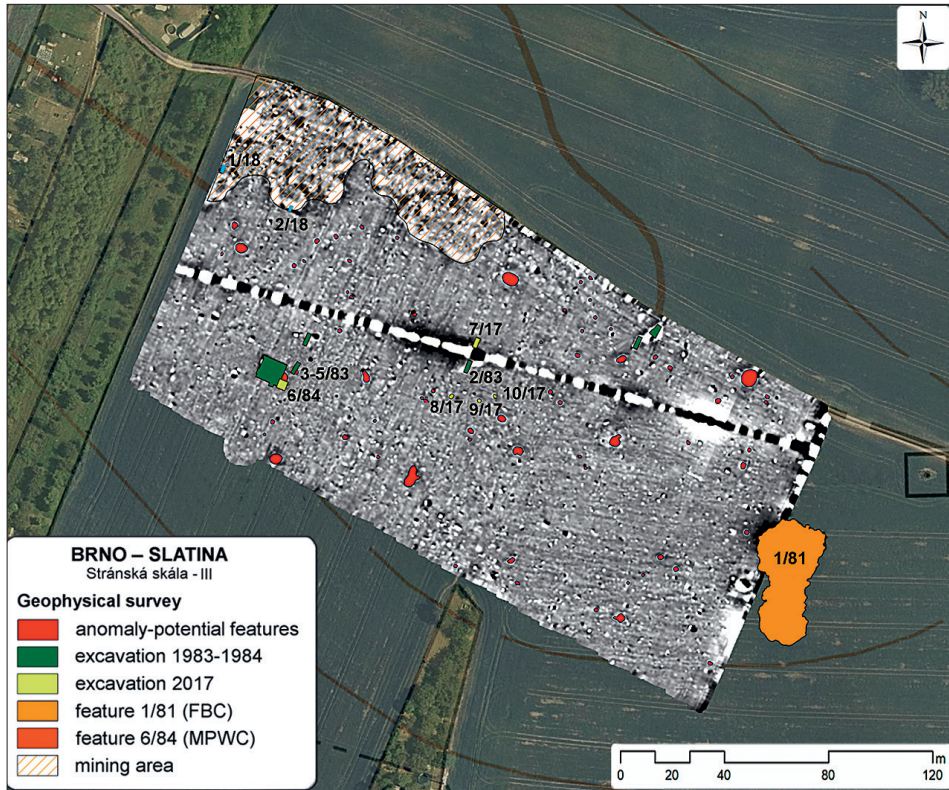 N
1/18
2/18
7/17
3-5/83
2/83
6/84
8/17
9/17
10/17
1/81
BRNO – SLATINA
Stránská skála - III
Geophysical survey
anomaly-potential features
excavation 1983-1984
excavation 2017
feature 1/81 (FBC)
feature 6/84 (MPWC)
mining area
m
0 20 40 80 120